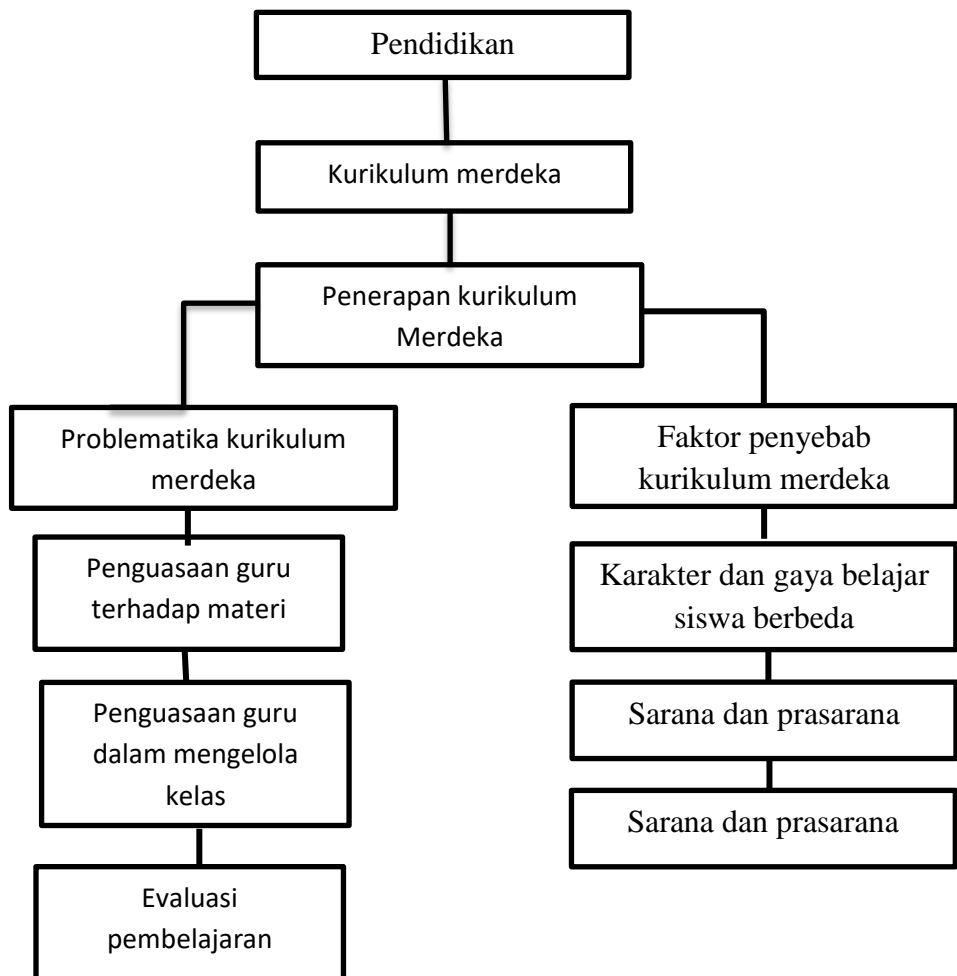 Pendidikan
Kurikulum merdeka
Penerapan kurikulum
Merdeka
Problematika kurikulum
merdeka
Penguasaan guru
terhadap materi
Penguasaan guru
dalam mengelola
kelas
Evaluasi
pembelajaran
Faktor penyebab
kurikulum merdeka
Karakter dan gaya belajar
siswa berbeda
Sarana dan prasarana
Sarana dan prasarana